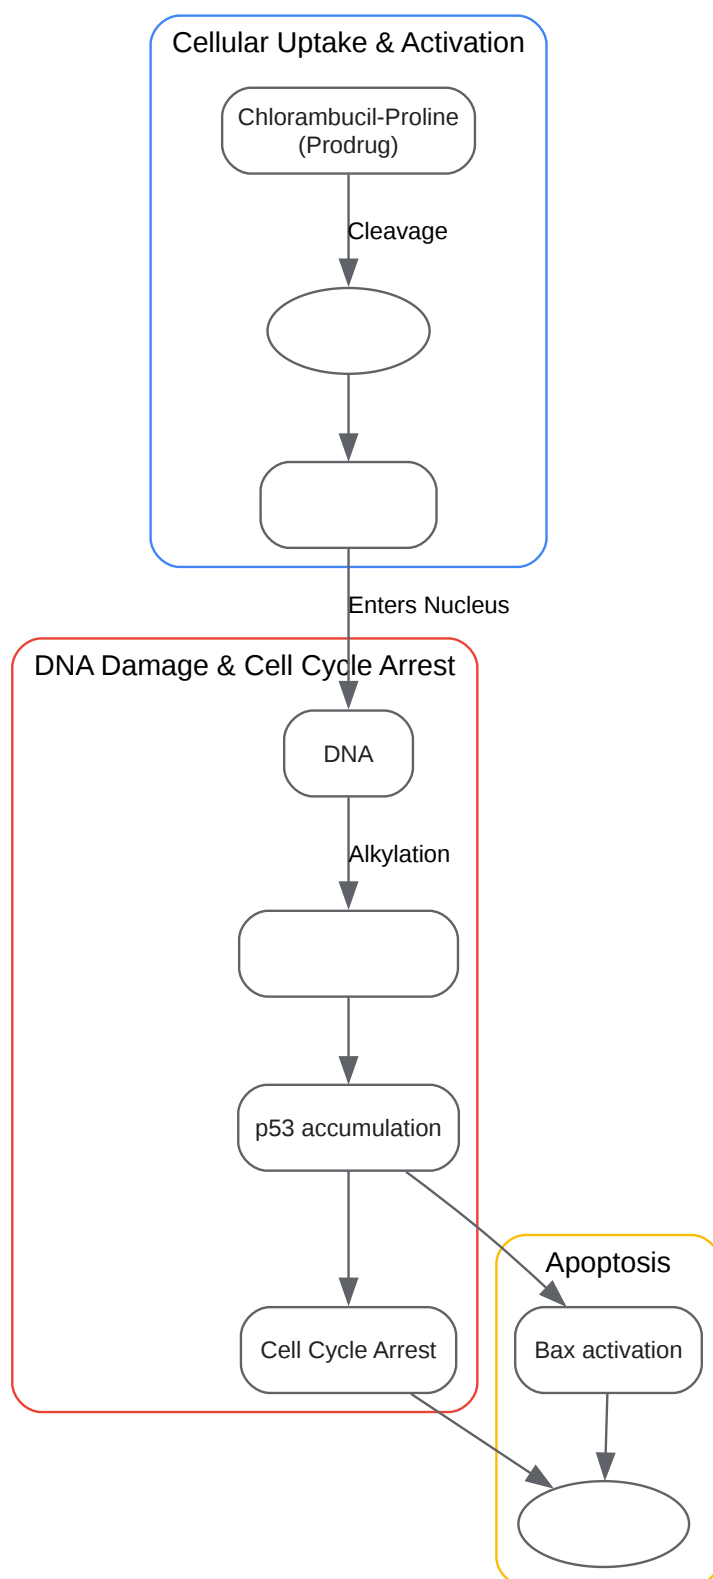 Cellular Uptake & Activation
Chlorambucil-Proline
(Prodrug)
Cleavage
Enters Nucleus
DNA Damage & Cell Cycle Arrest
DNA
Alkylation
p53 accumulation
Apoptosis
Cell Cycle Arrest
Bax activation